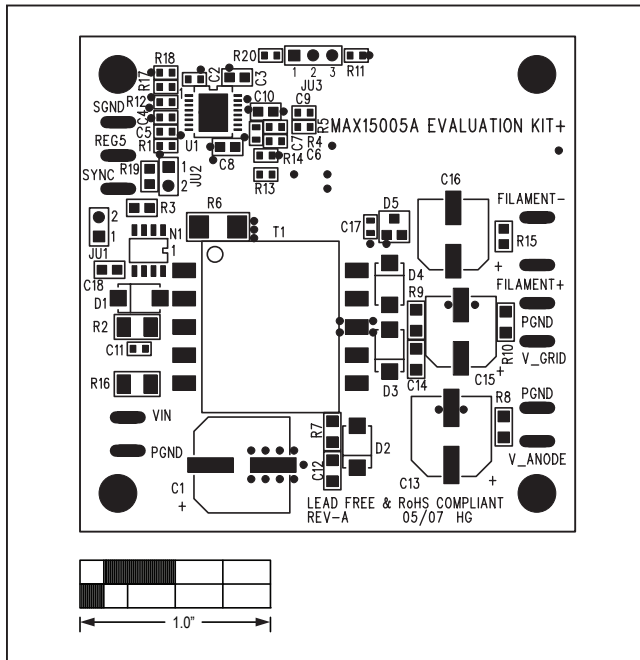 R20
R11
1 2 3
JU3
R18
R17
C2
C3
R12
SGND
C4
C10
C9
R5
MAX15005A EVALUATION KIT+
C5
REG5
R1
U1
C8
C7
R4
R14
C6
R19
1
2
JU2
SYNC
R13
C16
R3
R6
C17
D5
FILAMENT-
2
1
JU1
N1
1
T1
R15
+
C18
D4
FILAMENT+
D1
R9
PGND
R2
R10
C11
D3
C14
C15
+
V_GRID
R16
PGND
VIN
R7
R8
D2
PGND
V_ANODE
C1
+
C12
C13
+
LEAD FREE & RoHS COMPLIANT
REV-A 05/07 HG
1.0"